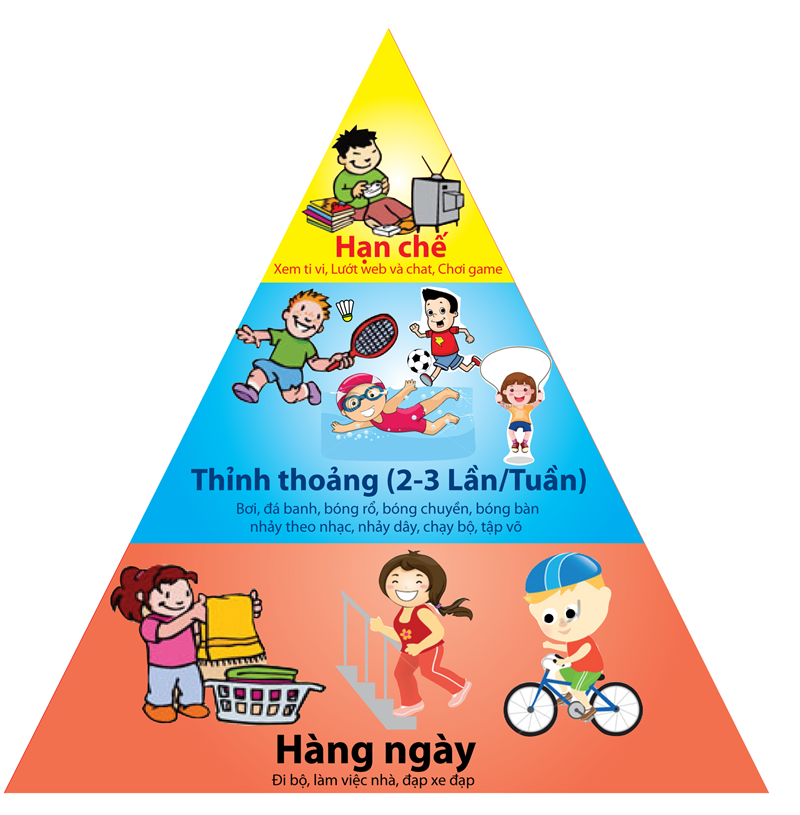 Hạn chế
Xem ti vi, Lướt web và chat, Chơi game
Thỉnh thoảng (2-3 Lần/Tuần)
Bơi, đá banh, bóng rổ, bóng chuyền, bóng bàn
nhảy theo nhạc, nhảy dây, chạy bộ, tập võ
Hàng ngày
Đi bộ, làm việc nhà, đạp xe đạp